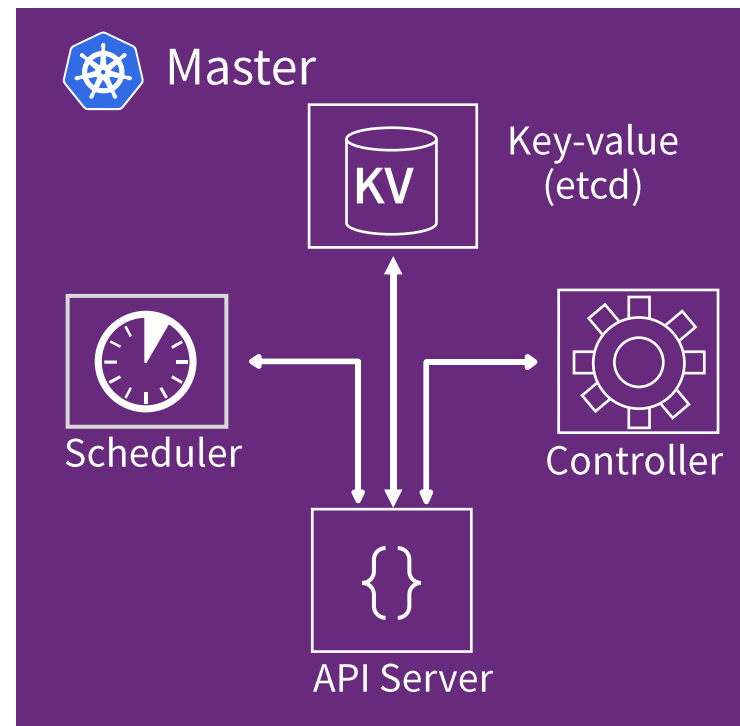 Master
Key-value
(etcd)
KV
Scheduler
Controller
{}
API Server